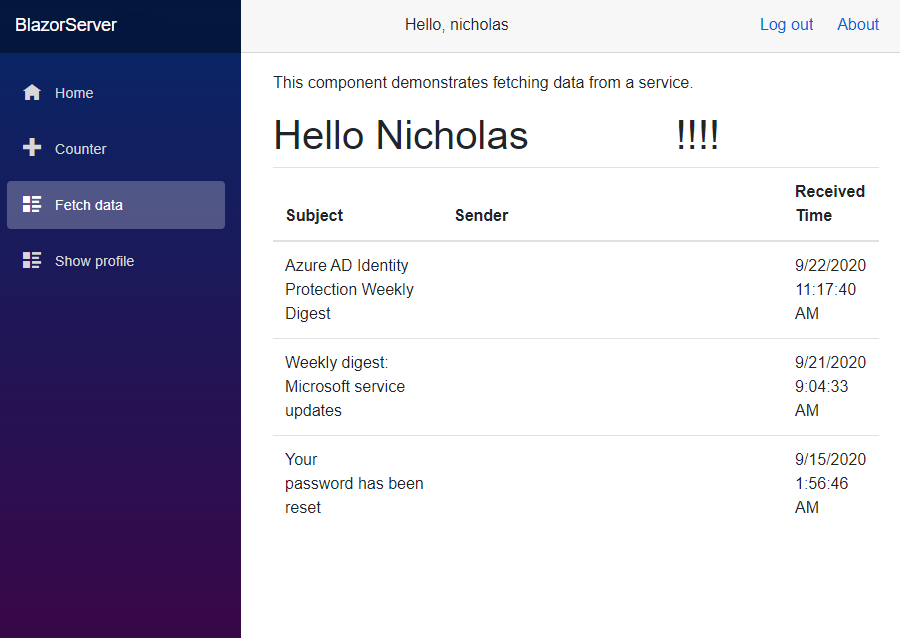 BlazorServer
Hello, nicholas
Log out
About
Home
Counter
Fetch data
Show profile
This component demonstrates fetching data from a service.
Hello Nicholas !!!!
Subject
Sender
Received
Time
Azure AD Identity
Protection Weekly
Digest
9/22/2020
11:17:40
AM
Weekly digest:
Microsoft service
updates
9/21/2020
9:04:33
AM
Your
password has been
reset
9/15/2020
1:56:46
AM